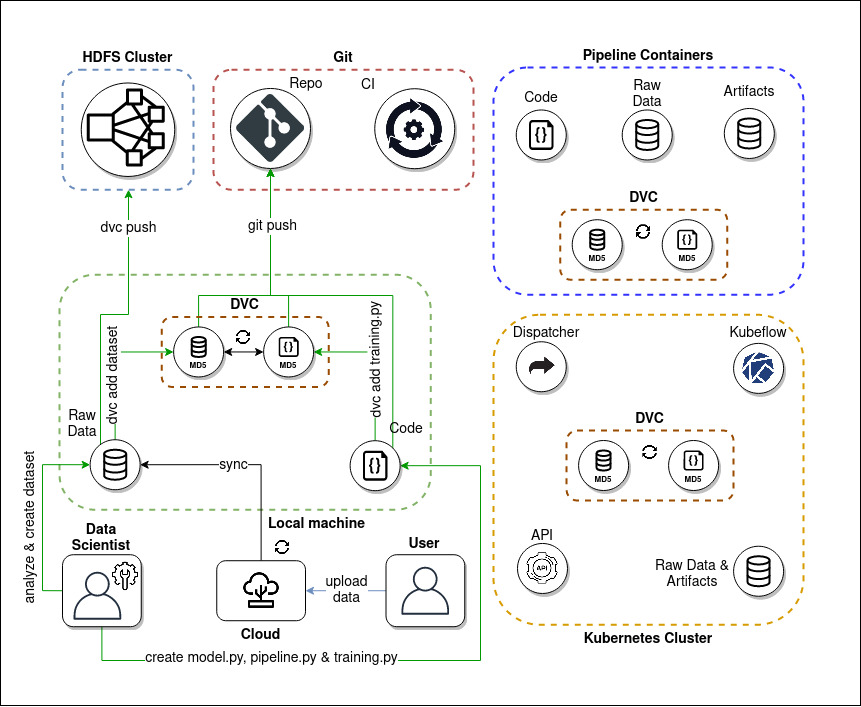 HDFS Cluster
Git
Repo
CI
dvc push
git push
DVC
MD5
MD5
dvc add dataset
dvc add training.py
Raw
Data
Code
sync
Local machine
analyze & create dataset
Data
Scientist
User
upload
data
Cloud
create model.py, pipeline.py & training.py
Pipeline Containers
Code
Raw
Data
Artifacts
DVC
MD5
MD5
Dispatcher
Kubeflow
DVC
MD5
MD5
API
API
Raw Data &
Artifacts
Kubernetes Cluster